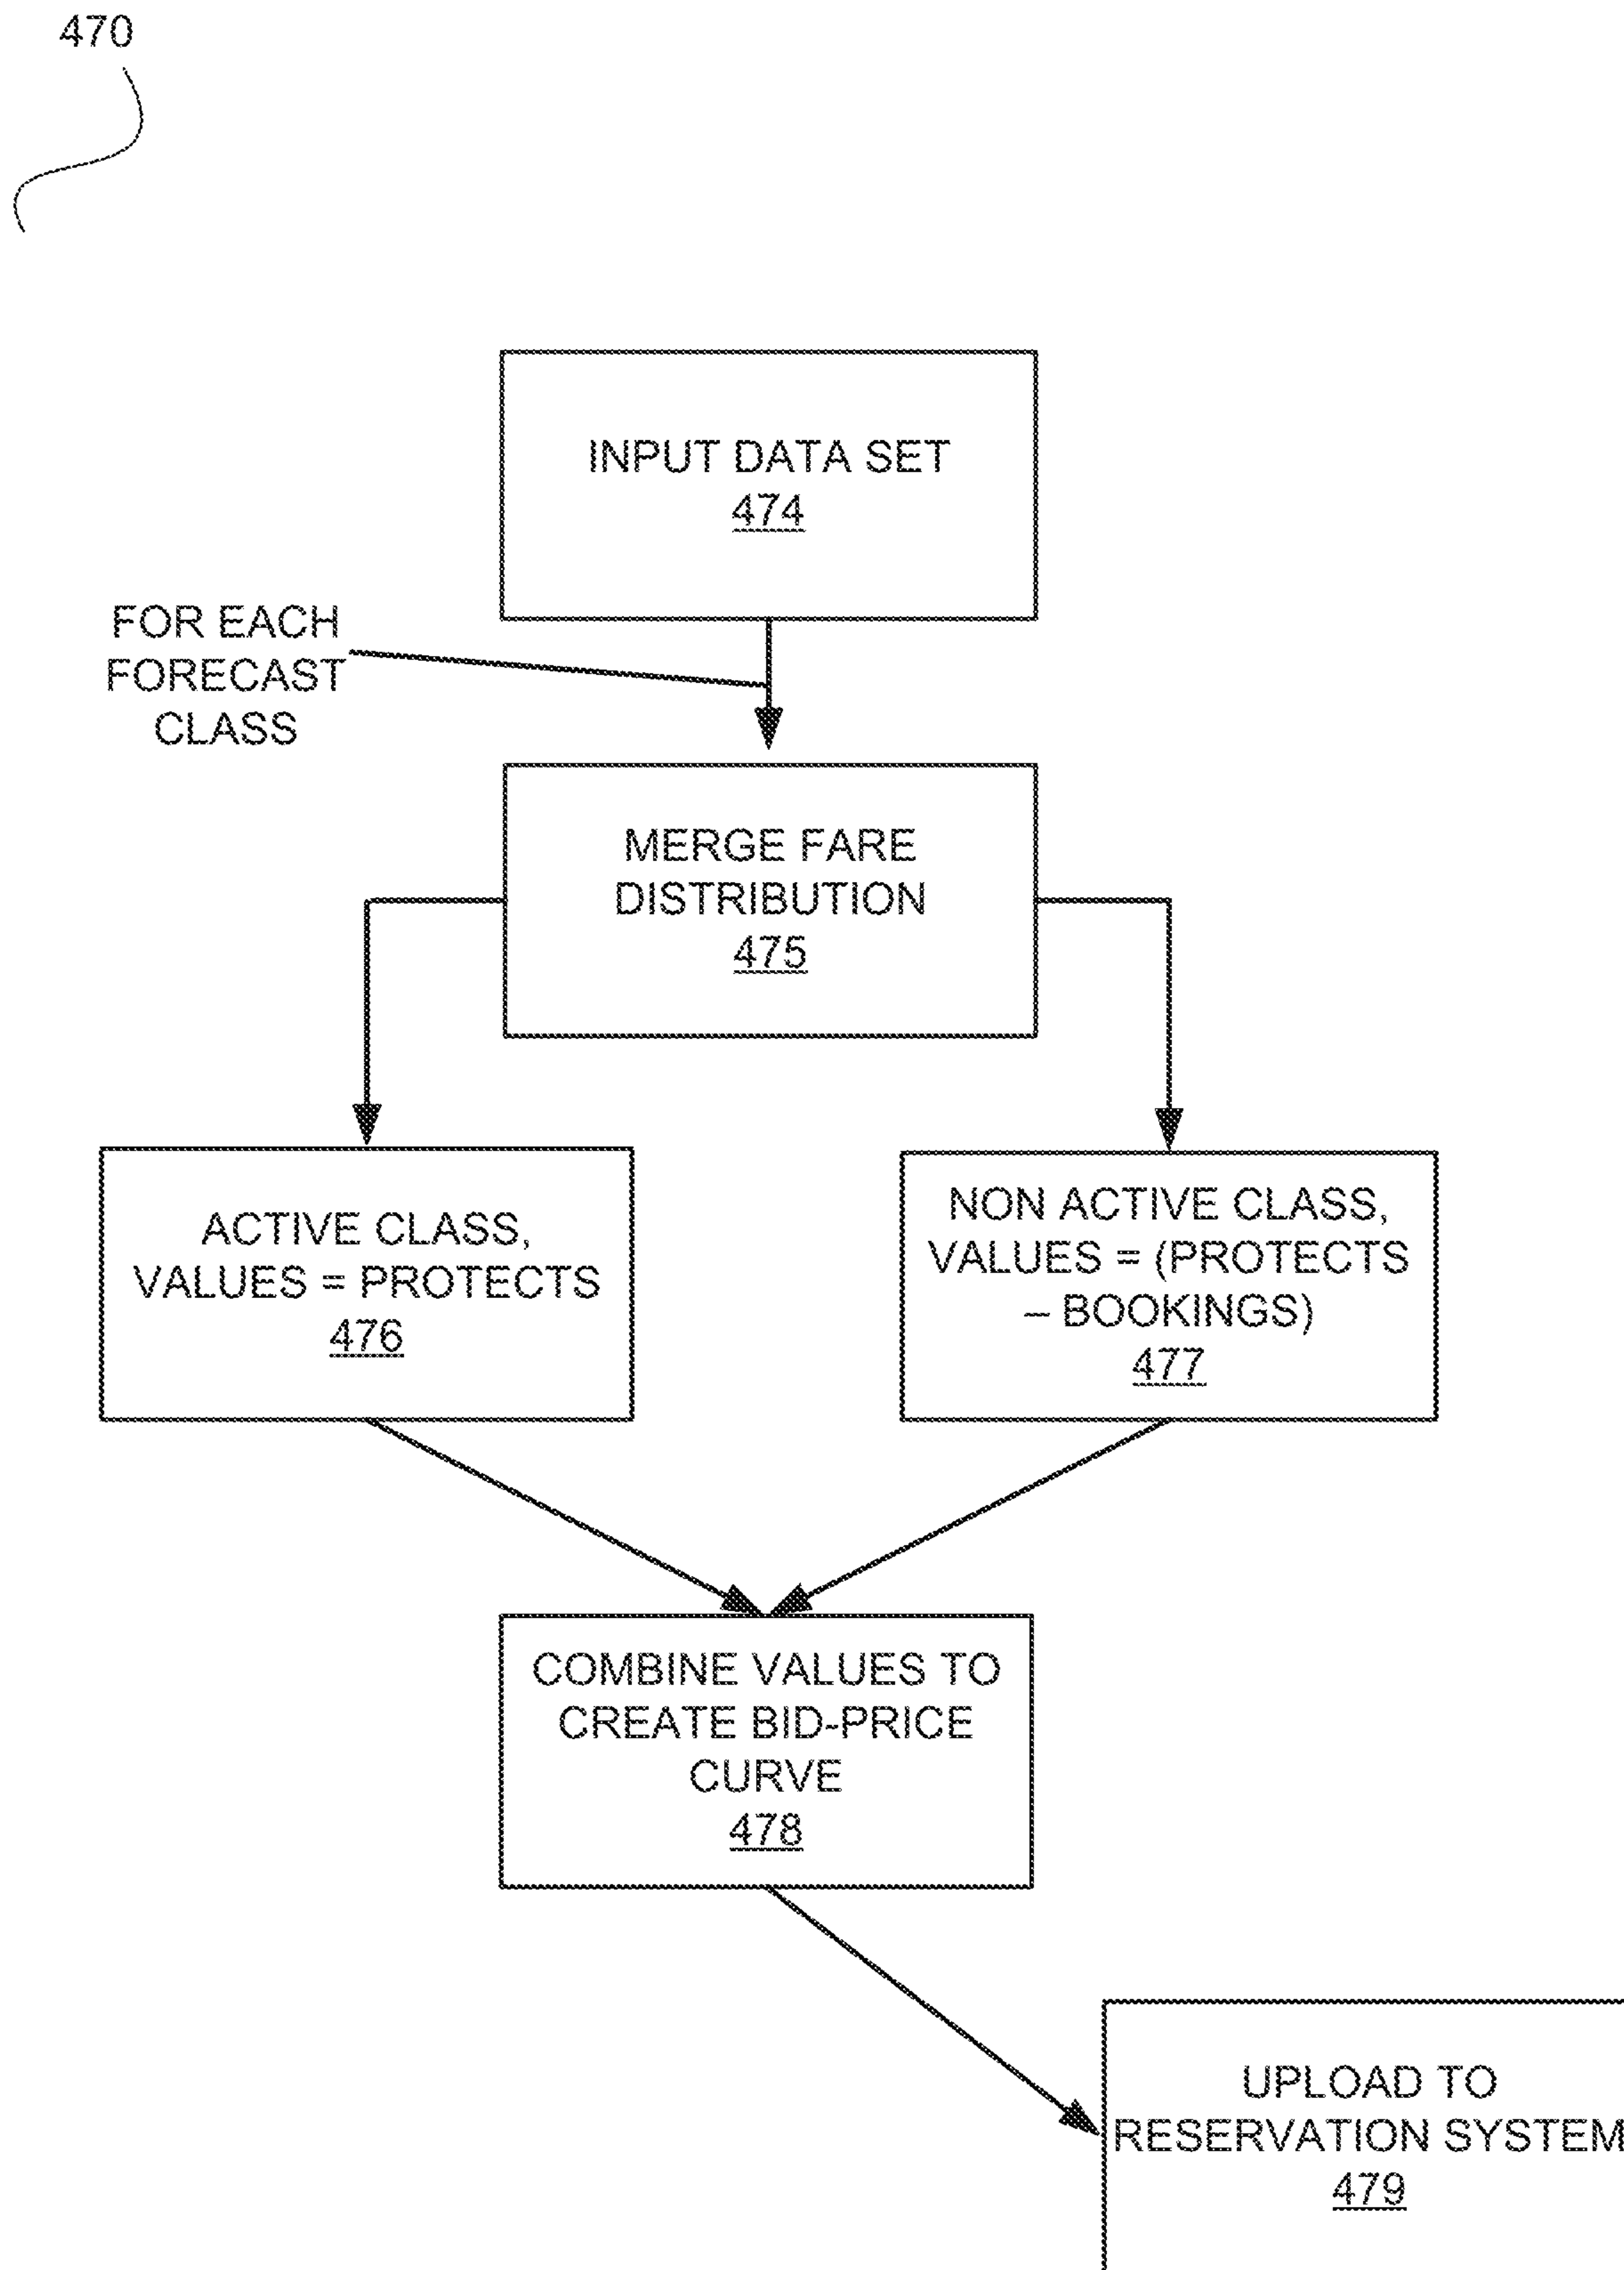 470
INPUT DATA SET
474
FOR EACH
FORECAST
CLASS
MERGE FARE
DISTRIBUTION
475
ACTIVE CLASS,
VALUES = PROTECTS
476
NON ACTIVE CLASS,
VALUES = (PROTECTS
– BOOKINGS)
477
COMBINE VALUES TO
CREATE BID-PRICE
CURVE
478
UPLOAD TO
RESERVATION SYSTEM
479